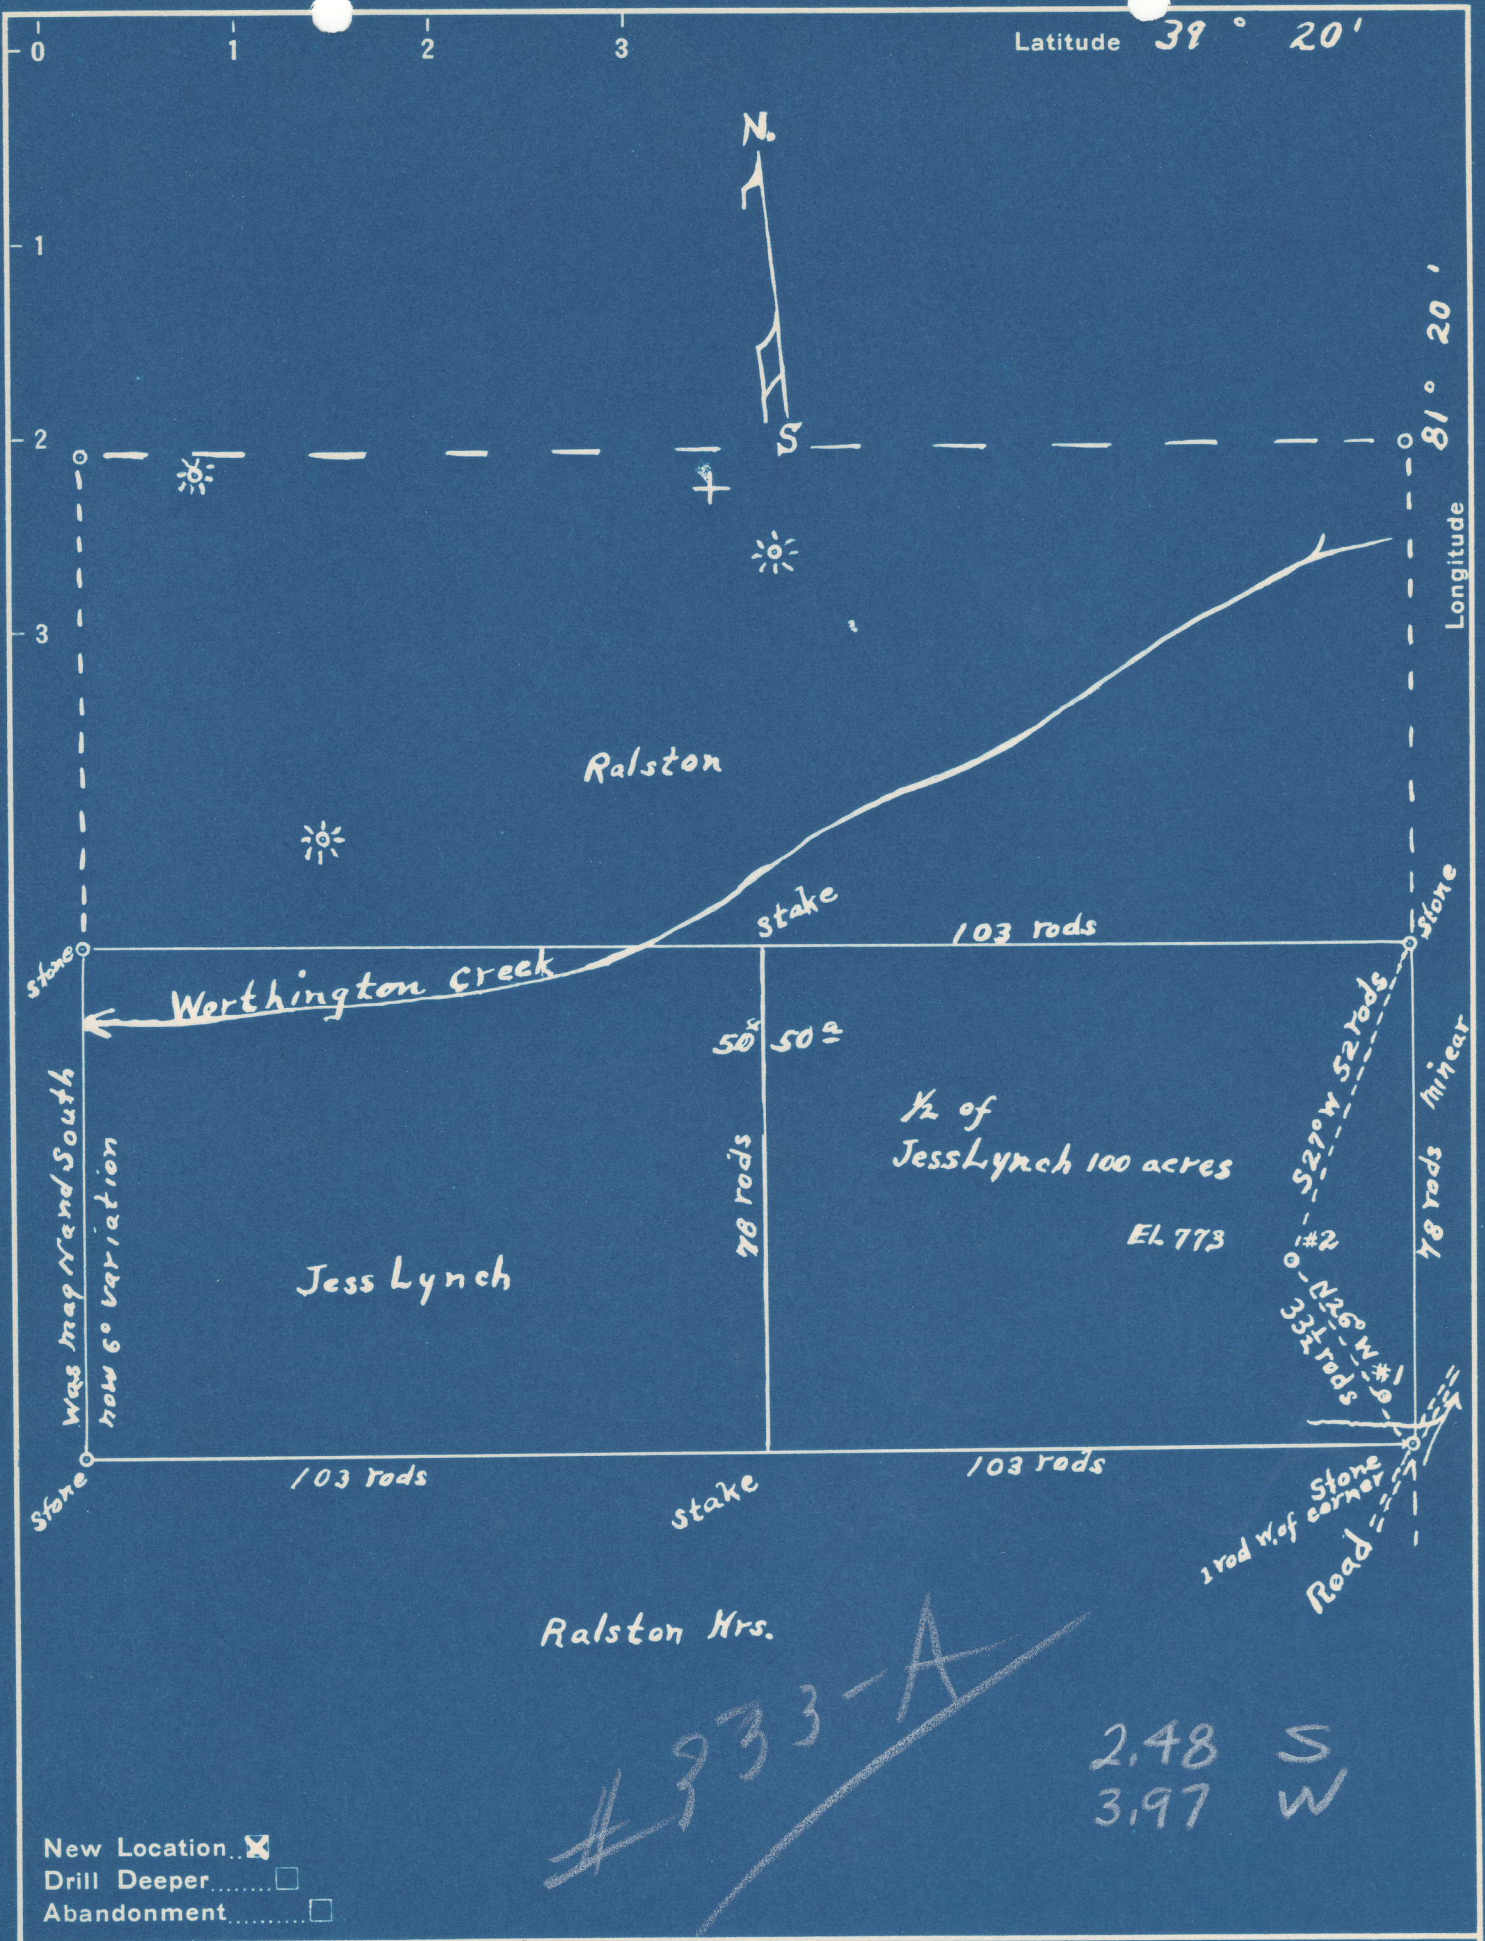 0 1 2 3
Latitude 39° 20'
N.
1
81° 20'
2
S
Longitude
3
Ralston
stake
103 rods
Stone
Stone
Worthington Creek
50ª 50ª
S 27° W 52 rods
minear
1/2 of
Jess Lynch 100 acres
Was mag N and South
now 6° variation
78 rods
78 rods
EL 773
#2
Jess Lynch
N 26° W
33½ rods
#1
103 rods
103 rods
Stone
stake
Stone
1 rod W. of corner
Road
Ralston Hrs.
#333-A
2.48 S
3.97 W
New Location..☒
Drill Deeper........☐
Abandonment..........☐